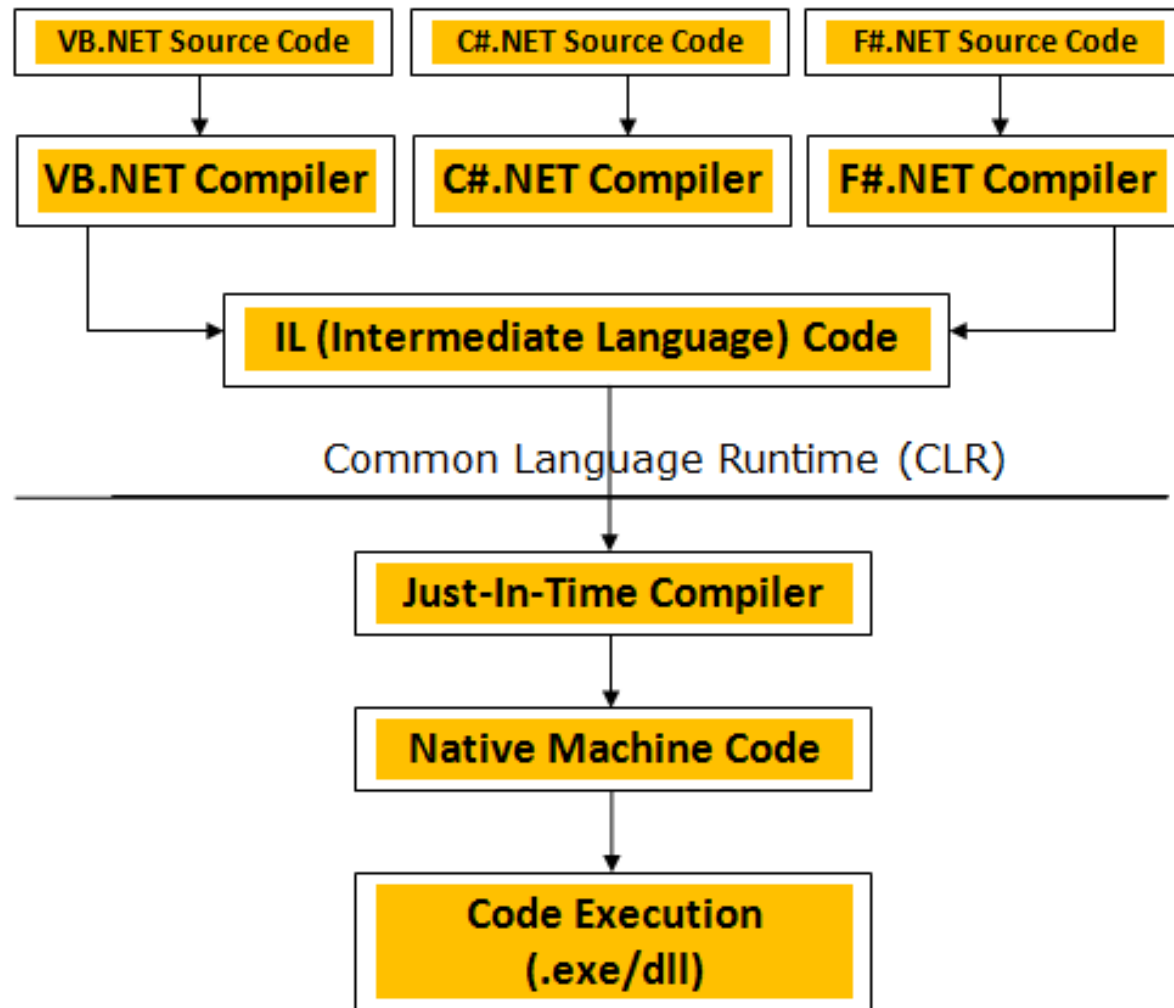 VB.NET Source Code
C#.NET Source Code
F#.NET Source Code
VB.NET Compiler
C#.NET Compiler
F#.NET Compiler
IL (Intermediate Language) Code
Common Language Runtime (CLR)
Just-In-Time Compiler
Native Machine Code
Code Execution
(.exe/dll)